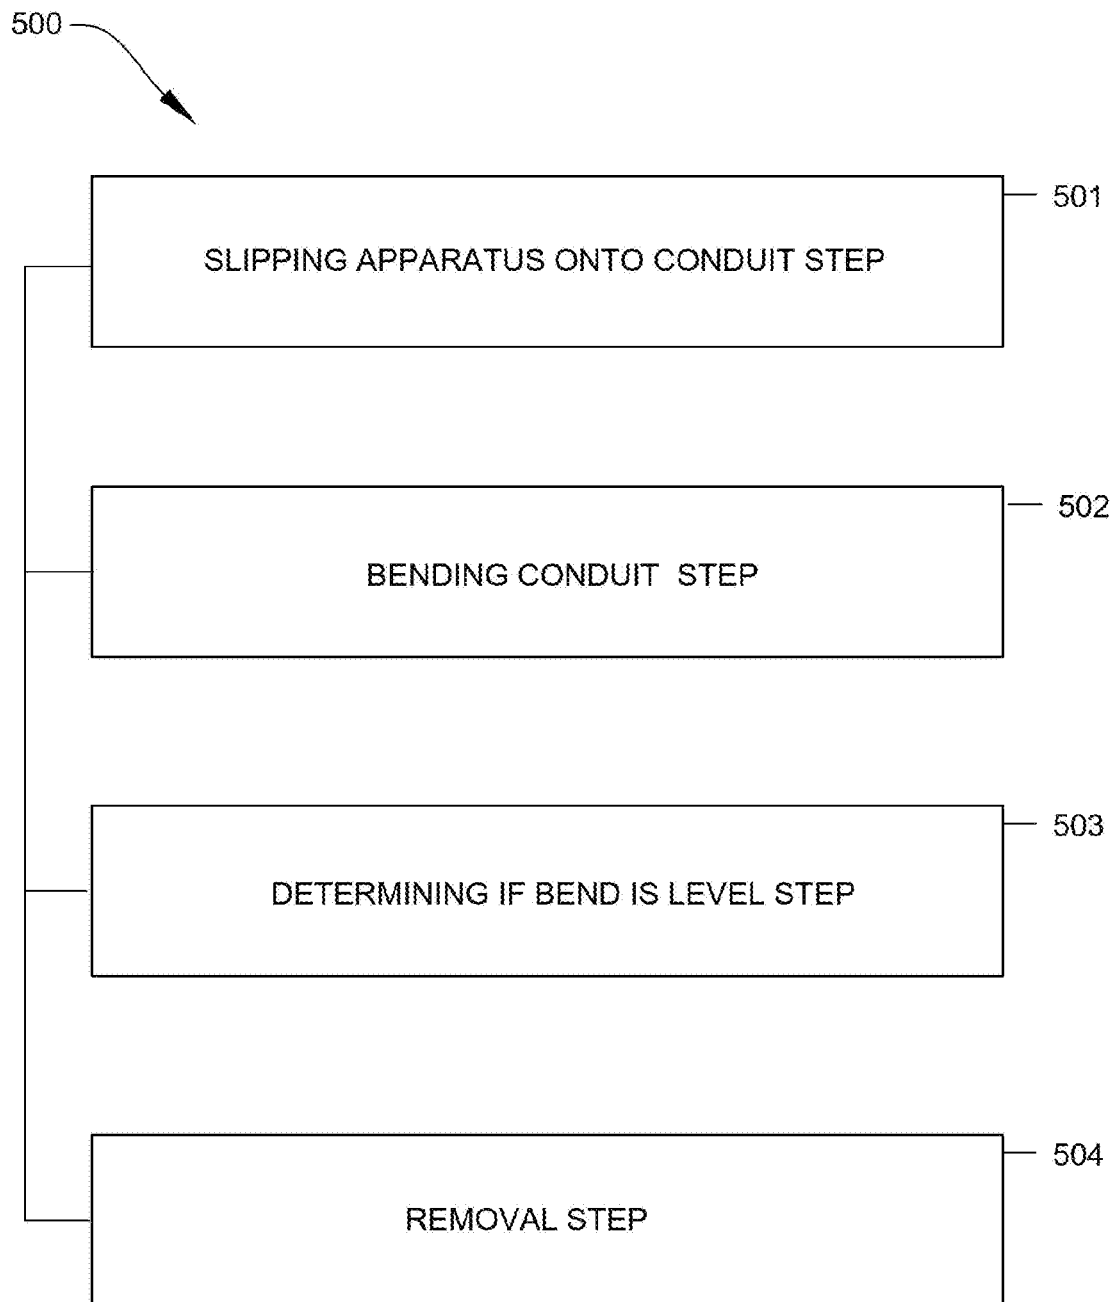 500
501
SLIPPING APPARATUS ONTO CONDUIT STEP
502
BENDING CONDUIT STEP
503
DETERMINING IF BEND IS LEVEL STEP
504
REMOVAL STEP